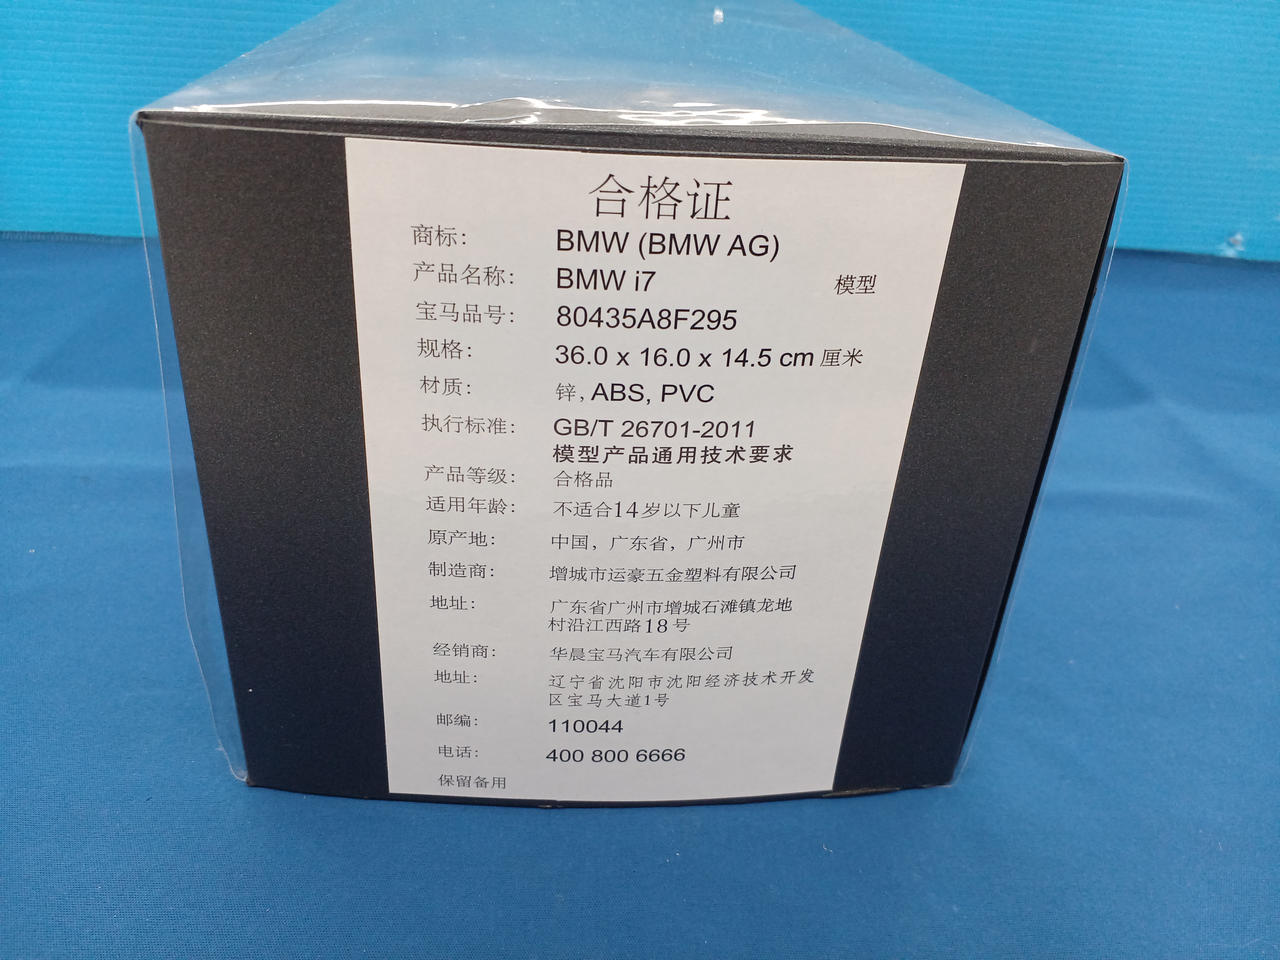 合格证
商标: BMW (BMW AG)
产品名称: BMW i7 模型
宝马品号: 80435A8F295
规格: 36.0 x 16.0 x 14.5 cm 厘米
材质: 锌, ABS, PVC
执行标准: GB/T 26701-2011
模型产品通用技术要求
产品等级: 合格品
适用年龄: 不适合14岁以下儿童
原产地: 中国，广东省，广州市
制造商: 增城市运豪五金塑料有限公司
地址: 广东省广州市增城石滩镇龙地
村沿江西路18号
经销商: 华晨宝马汽车有限公司
地址: 辽宁省沈阳市沈阳经济技术开发
区宝马大道1号
邮编: 110044
电话: 400 800 6666
保留备用